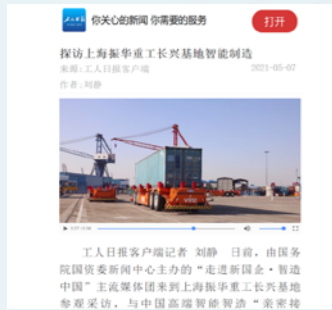 工人日报
你关心的新闻 你需要的服务
打开
探访上海振华重工长兴基地智能制造
来源:工人日报客户端
2021-05-07
作者:刘静
工人日报客户端记者 刘静 日前，由国务
院国资委新闻中心主办的“走进新国企·智造
中国”主流媒体团来到上海振华重工长兴基地
参观采访，与中国高端智能智造“亲密接